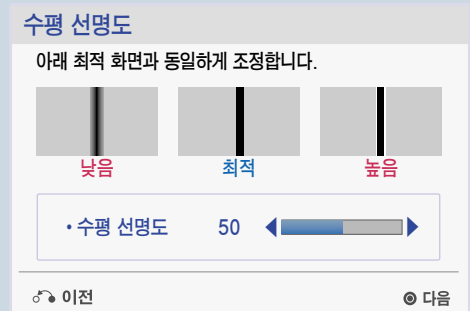 수평 선명도
아래 최적 화면과 동일하게 조정합니다.
낮음 최적 높음
• 수평 선명도 50
이전 다음